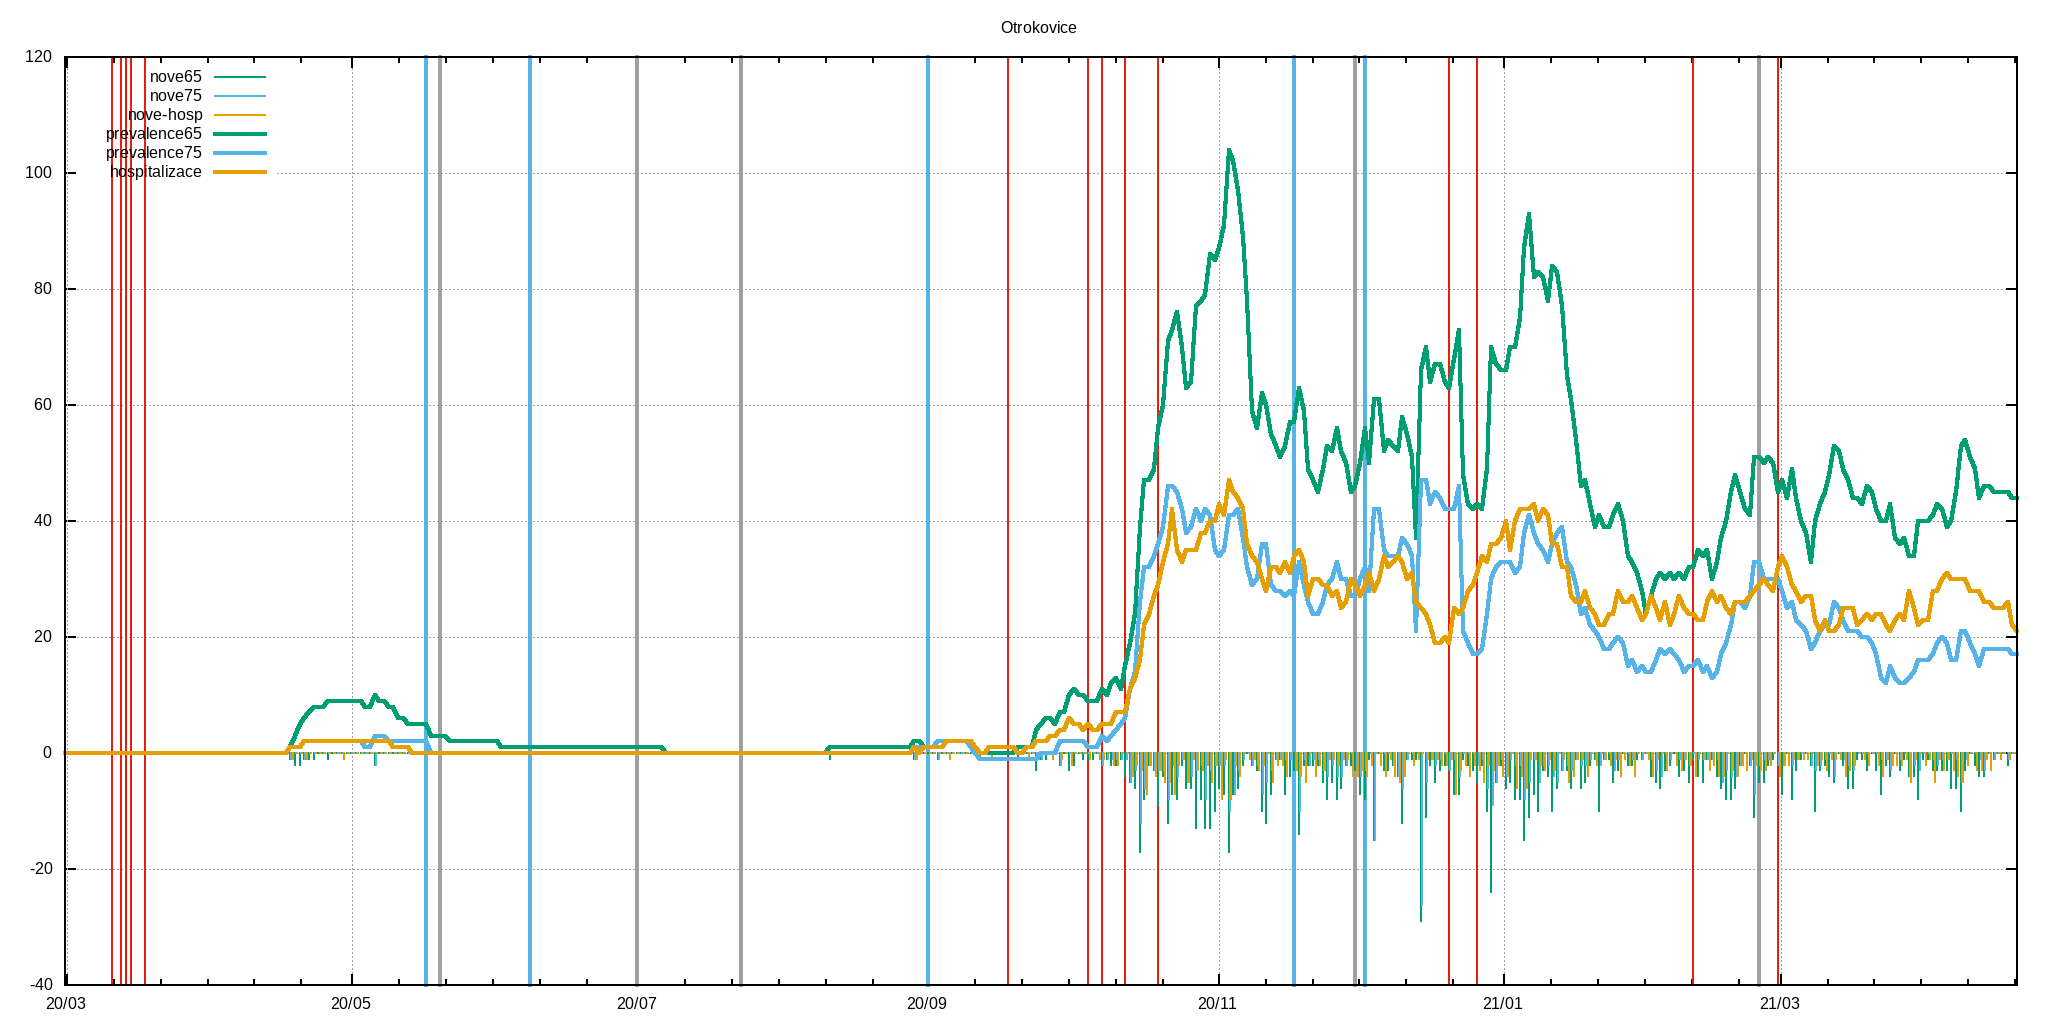 Otrokovice
120
100
80
60
40
20
0
-20
-40
nove65
nove75
nove-hosp
prevalence65
prevalence75
hospitalizace
20/03 20/05 20/07 20/09 20/11 21/01 21/03